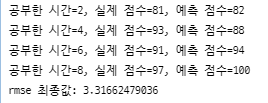 공부한 시간=2, 실제 점수=81, 예측 점수=82
공부한 시간=4, 실제 점수=93, 예측 점수=88
공부한 시간=6, 실제 점수=91, 예측 점수=94
공부한 시간=8, 실제 점수=97, 예측 점수=100
rmse 최종값: 3.31662479036